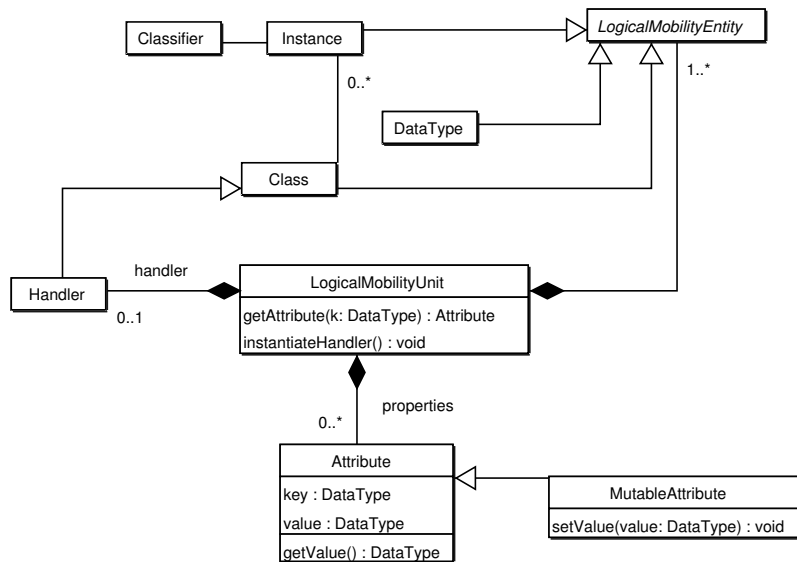 LogicalMobilityEntity
Classifier
Instance
0..*
1..*
DataType
Class
handler
LogicalMobilityUnit
Handler
getAttribute(k: DataType) : Attribute
0..1
instantiateHandler() : void
properties
0..*
Attribute
key : DataType
MutableAttribute
value : DataType
setValue(value: DataType) : void
getValue() : DataType